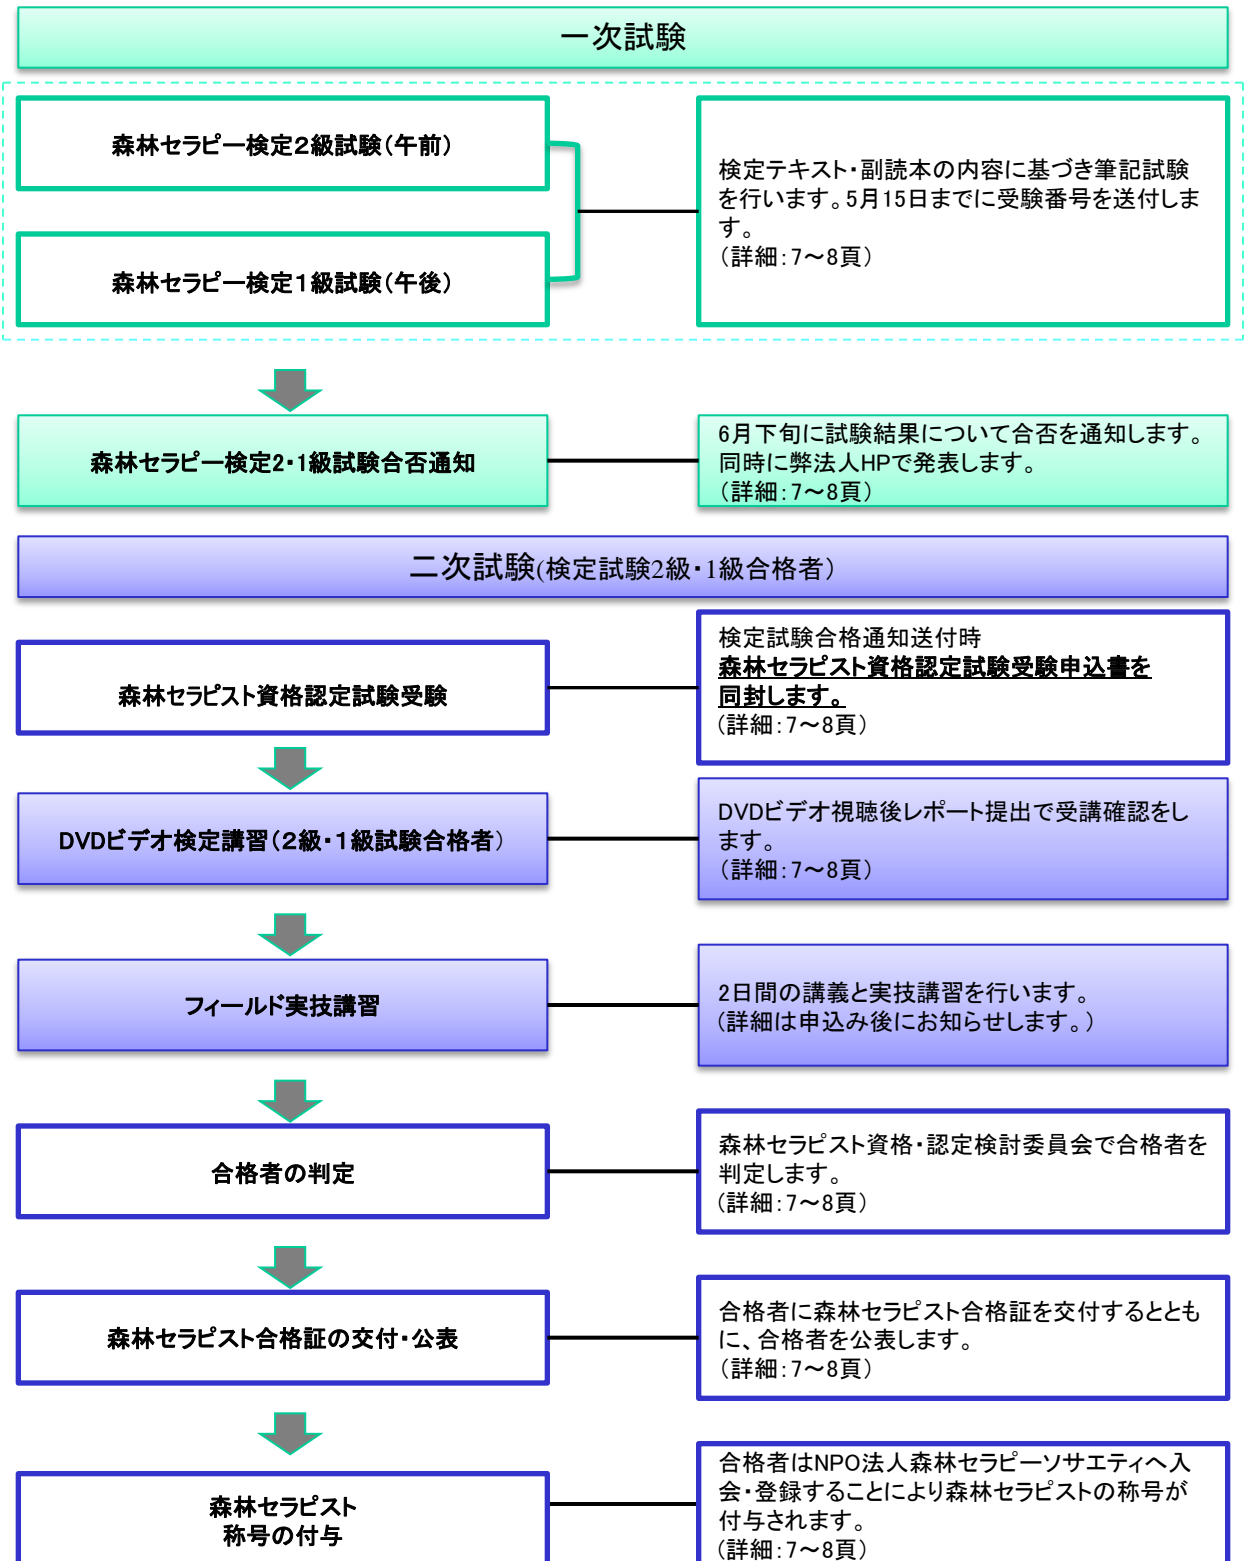 一次試験
森林セラピー検定2級試験(午前)
検定テキスト・副読本の内容に基づき筆記試験
を行います。5月15日までに受験番号を送付しま
す。
(詳細:7～8頁)
森林セラピー検定1級試験(午後)
森林セラピー検定2・1級試験合否通知
6月下旬に試験結果について合否を通知します。
同時に弊法人HPで発表します。
(詳細:7～8頁)
二次試験(検定試験2級・1級合格者)
森林セラピスト資格認定試験受験
検定試験合格通知送付時
森林セラピスト資格認定試験受験申込書を
同封します。
(詳細:7～8頁)
DVDビデオ検定講習(2級・1級試験合格者)
DVDビデオ視聴後レポート提出で受講確認をし
ます。
(詳細:7～8頁)
フィールド実技講習
2日間の講義と実技講習を行います。
(詳細は申込み後にお知らせします。)
合格者の判定
森林セラピスト資格・認定検討委員会で合格者を
判定します。
(詳細:7～8頁)
森林セラピスト合格証の交付・公表
合格者に森林セラピスト合格証を交付するととも
に、合格者を公表します。
(詳細:7～8頁)
森林セラピスト
称号の付与
合格者はNPO法人森林セラピーソサエティへ入
会・登録することにより森林セラピストの称号が
付与されます。
(詳細:7～8頁)